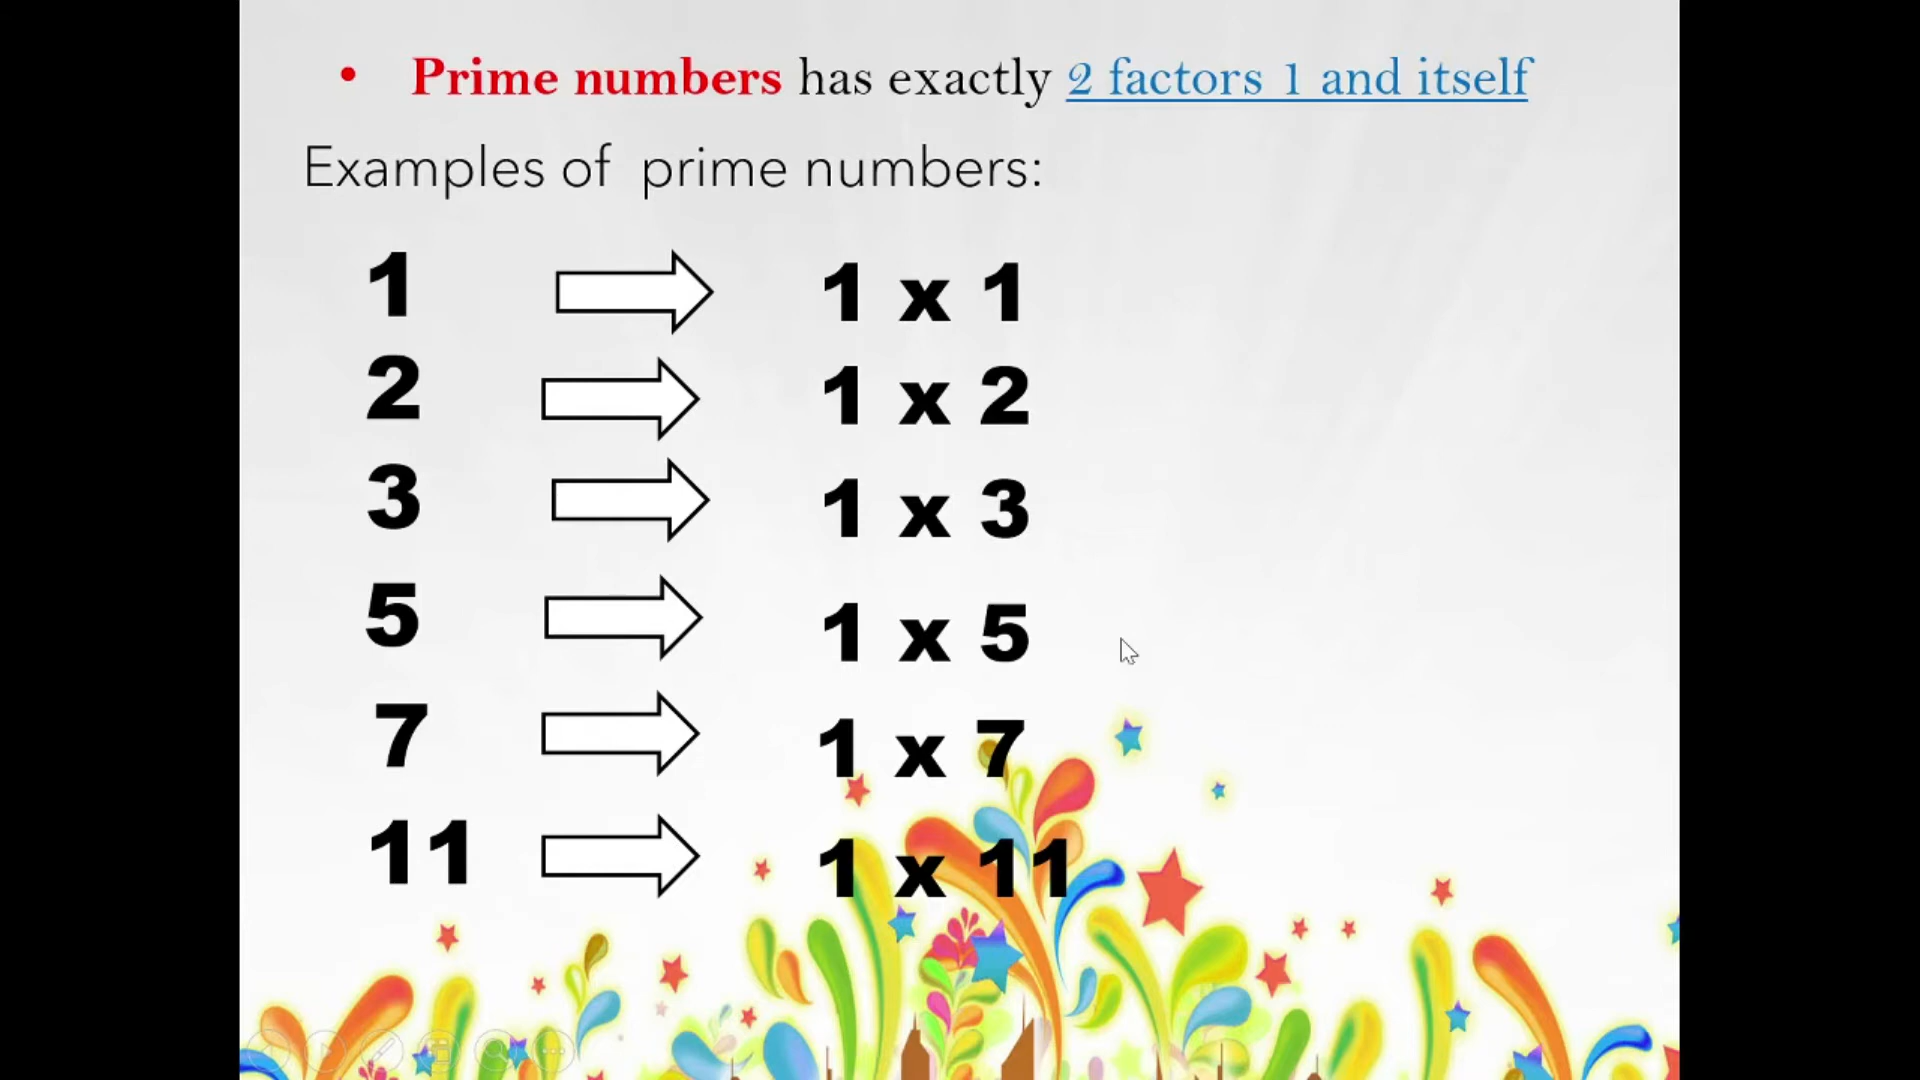 • Prime numbers has exactly 2 factors 1 and itself
Examples of prime numbers:
1 1 x 1
2 1 x 2
3 1 x 3
5 1 x 5
7 1 x 7
11 1 x 11